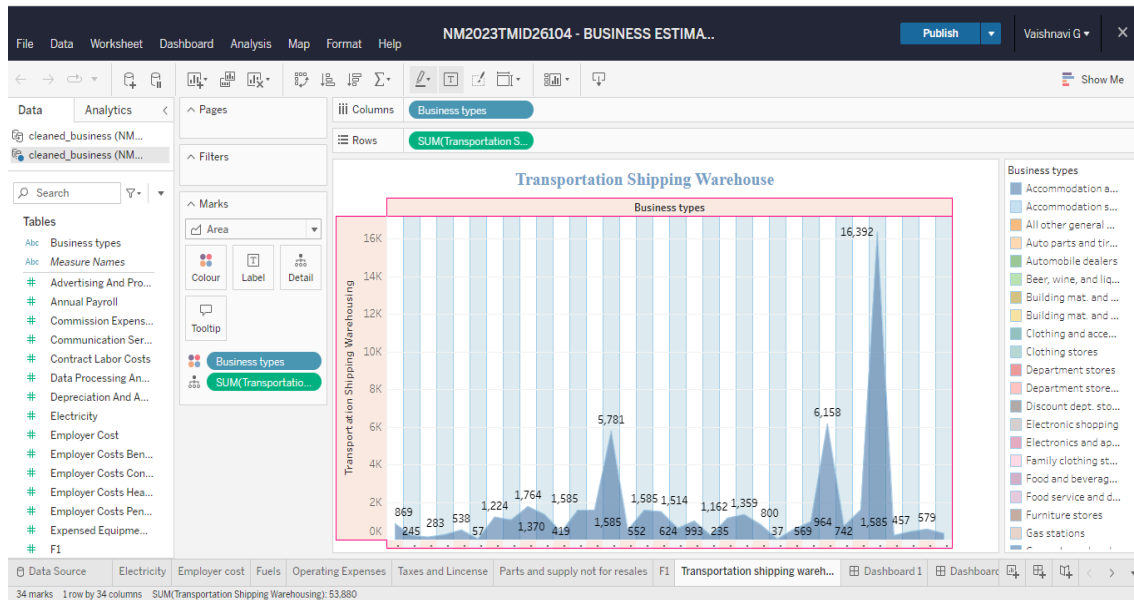 NM2023TMID26104 - BUSINESS ESTIMA...
File Data Worksheet Dashboard Analysis Map Format Help
Publish
Vaishnavi G
Show Me
Data Analytics
cleaned_business (NM...
cleaned_business (NM...
Search
Tables
Abc Business types
Abc Measure Names
# Advertising And Pro...
# Annual Payroll
# Commission Expens...
# Communication Ser...
# Contract Labor Costs
# Data Processing An...
# Depreciation And A...
# Electricity
# Employer Cost
# Employer Costs Ben...
# Employer Costs Con...
# Employer Costs Hea...
# Employer Costs Pen...
# Expensed Equipme...
# F1
Pages
Filters
Marks
Area
Colour Label Detail
Tooltip
Business types
SUM(Transportatio...
Columns Business types
Rows SUM(Transportation S...
Transportation Shipping Warehouse
Business types
Transportation Shipping Warehousing
16K
14K
12K
10K
8K
6K
4K
2K
0K
16,392
6,158
5,781
1,224 1,764 1,585 1,585 1,514 1,162 1,359
869 283 538 800
245 57 1,370 419 1,585 552 624 993 235 37 569 964 742 1,585 457 579
Business types
Accommodation a...
Accommodation s...
All other general ...
Auto parts and tir...
Automobile dealers
Beer, wine, and liq...
Building mat. and ...
Building mat. and ...
Clothing and acce...
Clothing stores
Department stores
Department store...
Discount dept. sto...
Electronic shopping
Electronics and ap...
Family clothing st...
Food and beverag...
Food service and d...
Furniture stores
Gas stations
Data Source Electricity Employer cost Fuels Operating Expenses Taxes and Lincense Parts and supply not for resales F1 Transportation shipping wareh... Dashboard 1 Dashboard
34 marks 1 row by 34 columns SUM(Transportation Shipping Warehousing): 53,880